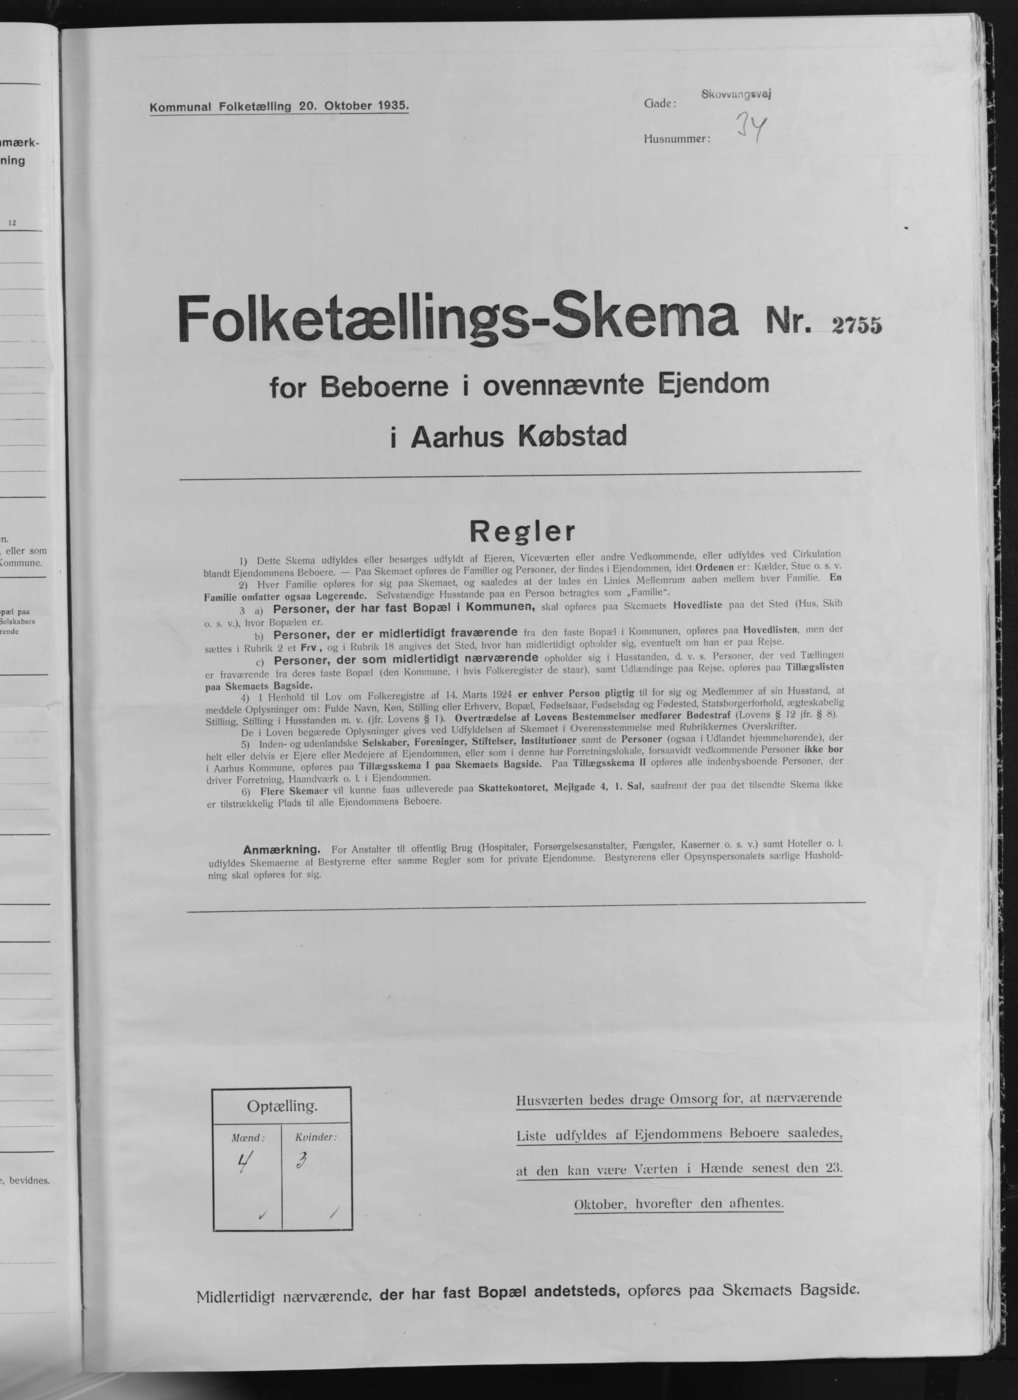 Kommunal Folketælling 20. Oktober 1935.
Gade: Skovvangsvej
Husnummer: 34
Folketællings-Skema Nr. 2755
for Beboerne i ovennævnte Ejendom
i Aarhus Købstad
Regler
1) Dette Skema udfyldes eller besørges udfyldt af Ejeren, Viceværten eller andre Vedkommende, eller udfyldes ved Cirkulation
blandt Ejendommens Beboere. — Paa Skemaet opføres de Familier og Personer, der findes i Ejendommen, idet Ordenen er: Kælder, Stue o. s. v.
2) Hver Familie opføres for sig paa Skemaet, og saaledes at der lades en Linies Mellemrum aaben mellem hver Familie. En
Familie omfatter ogsaa Logerende. Selvstændige Husstande paa en Person betragtes som „Familie“.
3 a) Personer, der har fast Bopæl i Kommunen, skal opføres paa Skemaets Hovedliste paa det Sted (Hus, Skib
o. s. v.), hvor Bopælen er.
b) Personer, der er midlertidigt fraværende fra den faste Bopæl i Kommunen, opføres paa Hovedlisten, men der
sættes i Rubrik 2 et Frv., og i Rubrik 18 angives det Sted, hvor han midlertidigt opholder sig, eventuelt om han er paa Rejse.
c) Personer, der som midlertidigt nærværende opholder sig i Husstanden, d. v. s. Personer, der ved Tællingen
er fraværende fra deres faste Bopæl (den Kommune, i hvis Folkeregister de staar), samt Udlændinge paa Rejse, opføres paa Tillægslisten
paa Skemaets Bagside.
4) I Henhold til Lov om Folkeregistre af 14. Marts 1924 er enhver Person pligtig til for sig og Medlemmer af sin Husstand, at
meddele Oplysninger om: Fulde Navn, Køn, Stilling eller Erhverv, Bopæl, Fødselsaar, Fødselsdag og Fødested, Statsborgerforhold, ægteskabelig
Stilling, Stilling i Husstanden m. v. (jfr. Lovens § 1). Overtrædelse af Lovens Bestemmelser medfører Bødestraf (Lovens § 12 jfr. § 8).
De i Loven begærede Oplysninger gives ved Udfyldelsen af Skemaet i Overensstemmelse med Rubrikkernes Overskrifter.
5) Inden- og udenlandske Selskaber, Foreninger, Stiftelser, Institutioner samt de Personer (ogsaa i Udlandet hjemmehørende), der
helt eller delvis er Ejere eller Medejere af Ejendommen, eller som i denne har Forretningslokale, forsaavidt vedkommende Personer ikke bor
i Aarhus Kommune, opføres paa Tillægsskema I paa Skemaets Bagside. Paa Tillægsskema II opføres alle indenbysboende Personer, der
driver Forretning, Haandværk o. l. i Ejendommen.
6) Flere Skemaer vil kunne faas udleverede paa Skattekontoret, Mejlgade 4, 1. Sal, saafremt der paa det tilsendte Skema ikke
er tilstrækkelig Plads til alle Ejendommens Beboere.
Anmærkning. For Anstalter til offentlig Brug (Hospitaler, Forsørgelsesanstalter, Fængsler, Kaserner o. s. v.) samt Hoteller o. l.
udfyldes Skemaerne af Bestyrerne efter samme Regler som for private Ejendomme. Bestyrerens eller Opsynspersonalets særlige Hushold-
ning skal opføres for sig.
Optælling.
Mænd: Kvinder:
4 3
Husværten bedes drage Omsorg for, at nærværende
Liste udfyldes af Ejendommens Beboere saaledes,
at den kan være Værten i Hænde senest den 23.
Oktober, hvorefter den afhentes.
Midlertidigt nærværende, der har fast Bopæl andetsteds, opføres paa Skemaets Bagside.
mærk-
ning
12
en.
, eller som
Kommune.
opæl paa
Selskabers
rende
e, bevidnes.